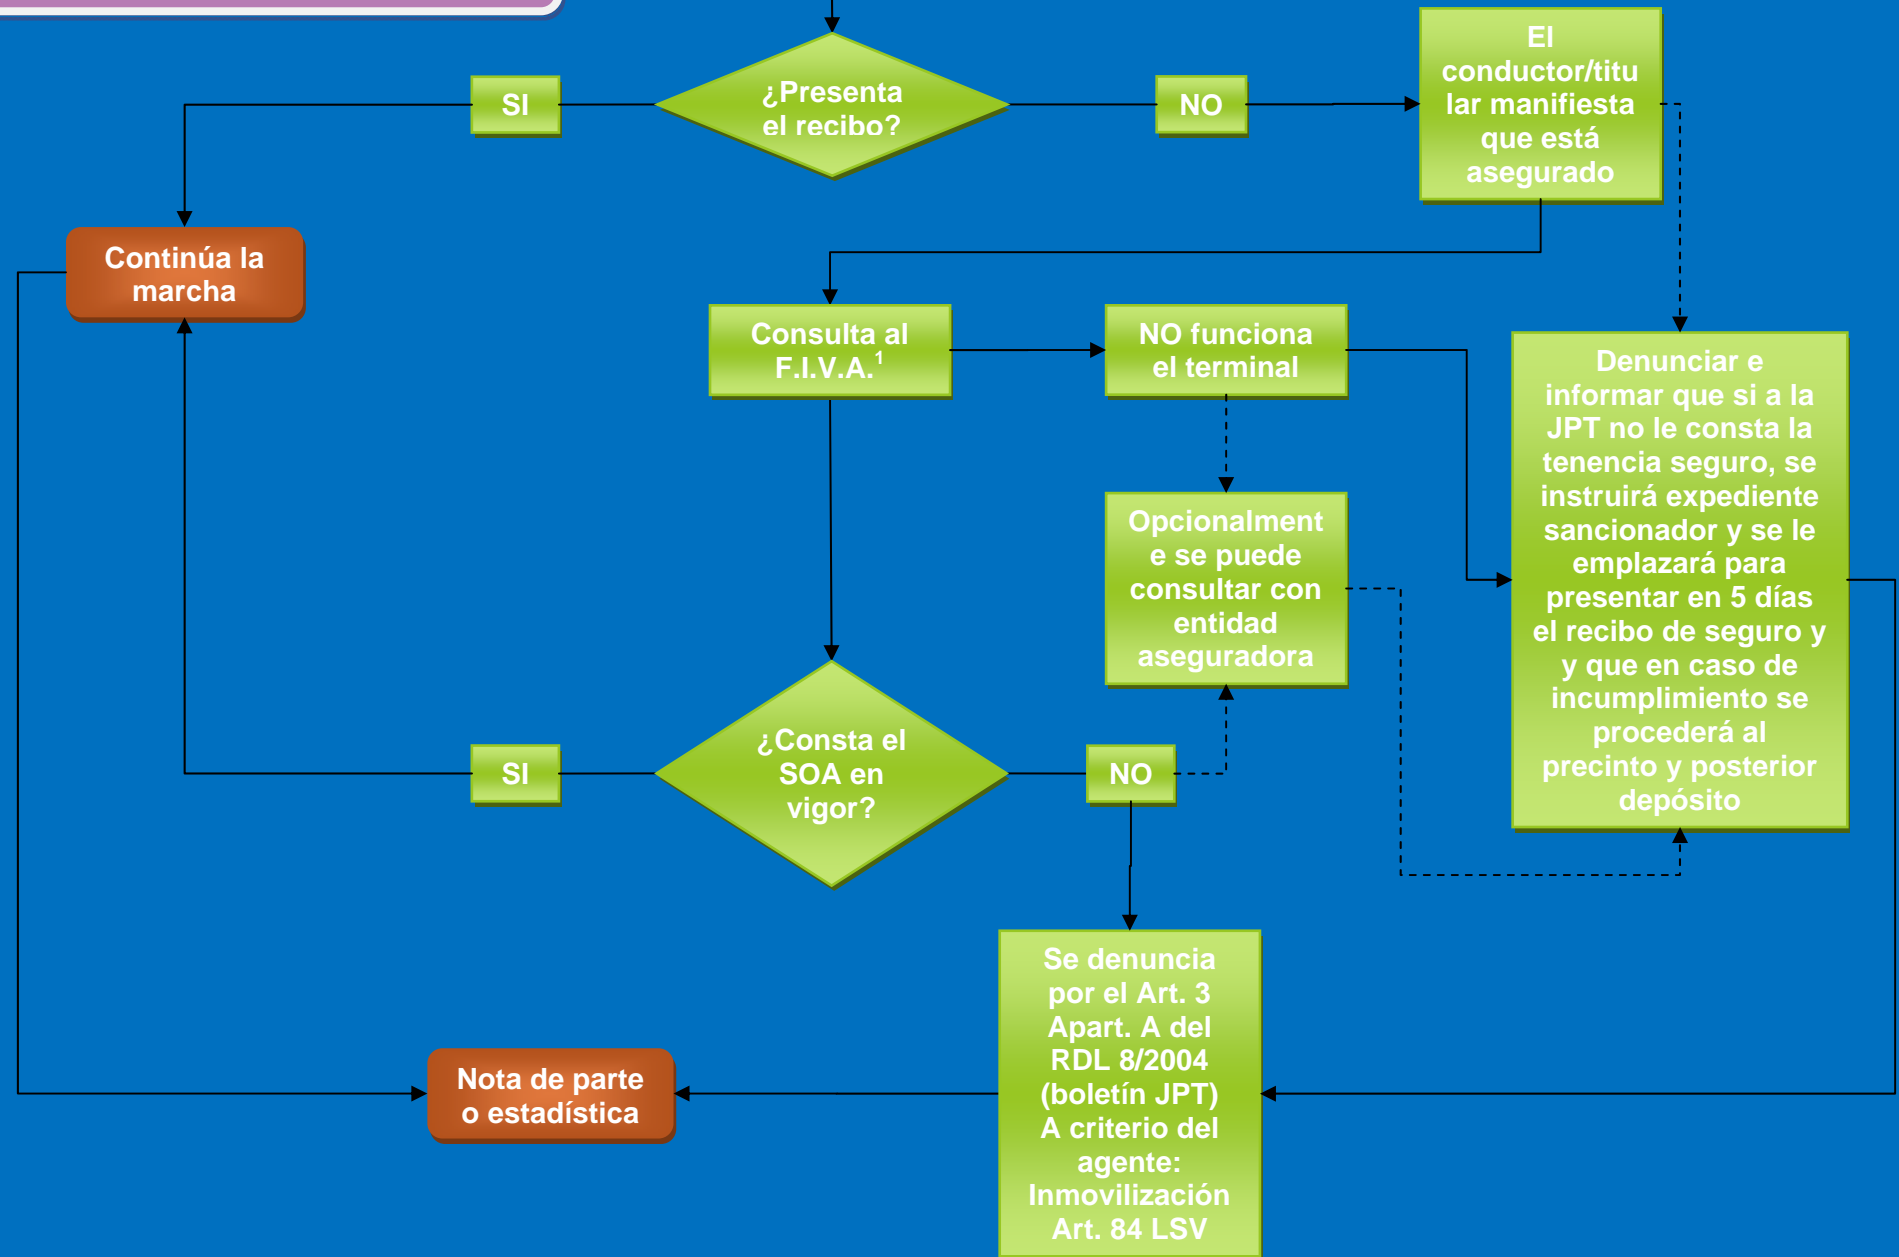 ¿Presenta
el recibo?
SI
NO
El
conductor/titu
lar manifiesta
que está
asegurado
Continúa la
marcha
Consulta al
F.I.V.A.1
NO funciona
el terminal
Denunciar e
informar que si a la
JPT no le consta la
tenencia seguro, se
instruirá expediente
sancionador y se le
emplazará para
presentar en 5 días
el recibo de seguro y
y que en caso de
incumplimiento se
procederá al
precinto y posterior
depósito
Opcionalment
e se puede
consultar con
entidad
aseguradora
¿Consta el
SOA en
vigor?
SI
NO
Se denuncia
por el Art. 3
Apart. A del
RDL 8/2004
(boletín JPT)
A criterio del
agente:
Inmovilización
Art. 84 LSV
Nota de parte
o estadística